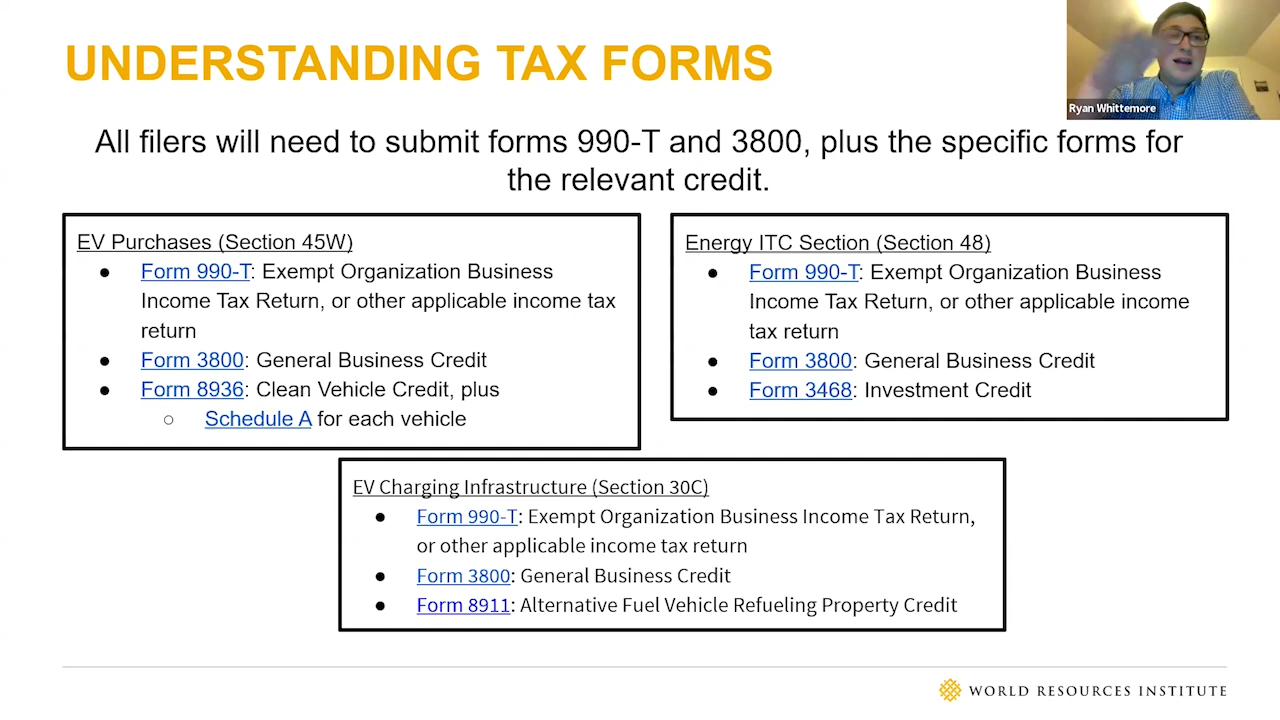 UNDERSTANDING TAX FORMS
Ryan Whittemore
All filers will need to submit forms 990-T and 3800, plus the specific forms for
the relevant credit.
EV Purchases (Section 45W)
● Form 990-T: Exempt Organization Business
Income Tax Return, or other applicable income tax
return
● Form 3800: General Business Credit
● Form 8936: Clean Vehicle Credit, plus
○ Schedule A for each vehicle
Energy ITC Section (Section 48)
● Form 990-T: Exempt Organization Business
Income Tax Return, or other applicable income
tax return
● Form 3800: General Business Credit
● Form 3468: Investment Credit
EV Charging Infrastructure (Section 30C)
● Form 990-T: Exempt Organization Business Income Tax Return,
or other applicable income tax return
● Form 3800: General Business Credit
● Form 8911: Alternative Fuel Vehicle Refueling Property Credit
WORLD RESOURCES INSTITUTE